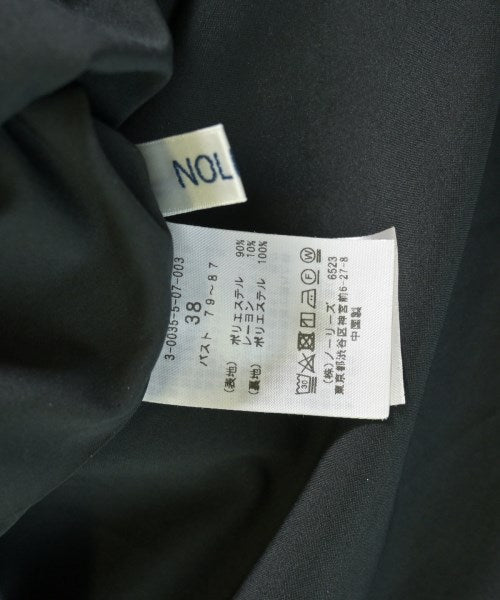 NOL
3-0035-5-07-003
38
バスト 79～87
(表地) ポリエステル 90%
レーヨン 10%
(裏地) ポリエステル 100%
30
W
(株)ノーリーズ 6523
東京都渋谷区神宮前6-27-8
中国製